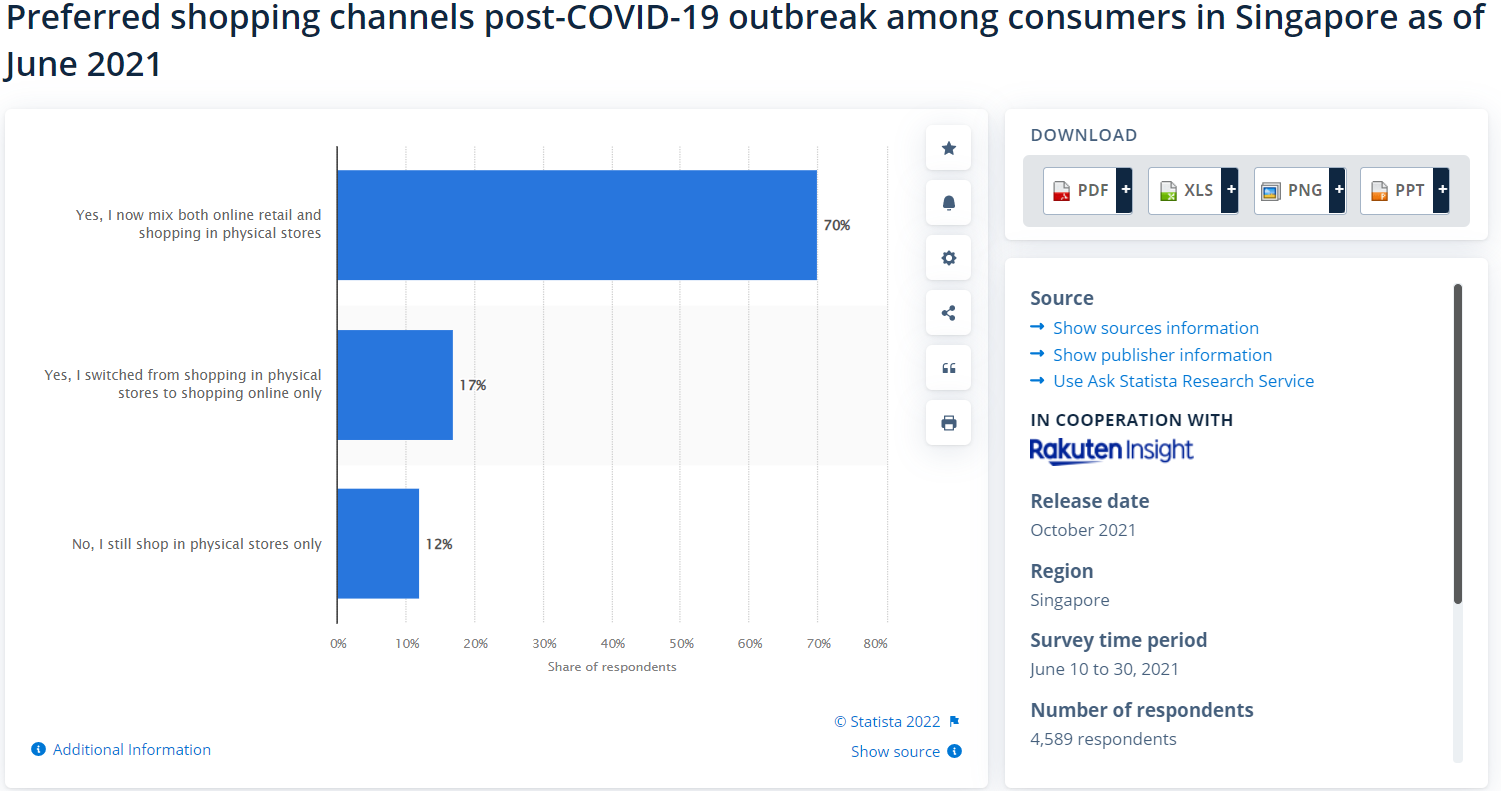 Preferred shopping channels post-COVID-19 outbreak among consumers in Singapore as of
June 2021
Yes, I now mix both online retail and
shopping in physical stores
70%
Yes, I switched from shopping in physical
stores to shopping online only
17%
No, I still shop in physical stores only
12%
0% 10% 20% 30% 40% 50% 60% 70% 80%
Share of respondents
© Statista 2022
Additional Information
Show source
DOWNLOAD
PDF + XLS + PNG + PPT +
Source
Show sources information
Show publisher information
Use Ask Statista Research Service
IN COOPERATION WITH
Rakuten Insight
Release date
October 2021
Region
Singapore
Survey time period
June 10 to 30, 2021
Number of respondents
4,589 respondents